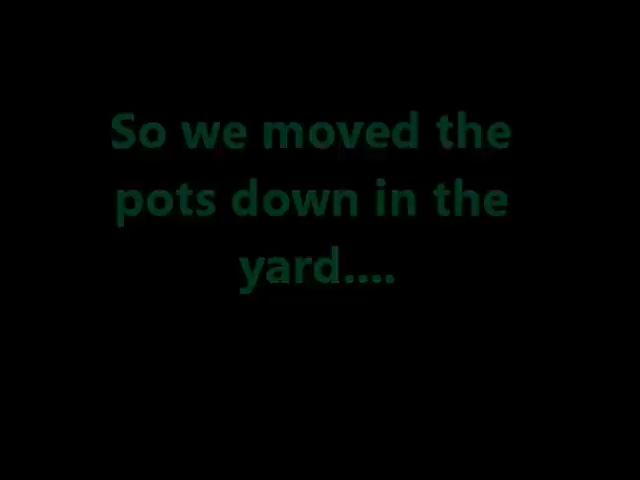 So we moved the
pots down in the
yard....